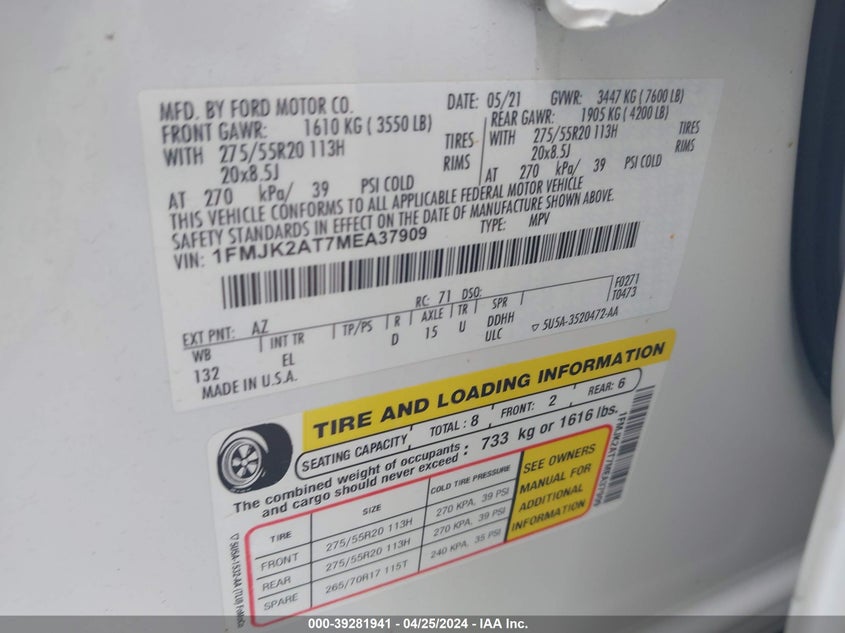 MFD. BY FORD MOTOR CO.
DATE: 05/21 GVWR: 3447 KG (7600 LB)
FRONT GAWR: 1610 KG (3550 LB)
REAR GAWR: 1905 KG (4200 LB)
WITH 275/55R20 113H TIRES
WITH 275/55R20 113H TIRES
20x8.5J RIMS
20x8.5J RIMS
AT 270 kPa/ 39 PSI COLD
AT 270 kPa/ 39 PSI COLD
THIS VEHICLE CONFORMS TO ALL APPLICABLE FEDERAL MOTOR VEHICLE
SAFETY STANDARDS IN EFFECT ON THE DATE OF MANUFACTURE SHOWN ABOVE.
VIN: 1FMJK2AT7MEA37909 TYPE: MPV
F0271
T0473
EXT PNT: AZ RC: 71 DSO:
WB INT TR TP/PS R AXLE TR SPR
132 EL D 15 U DDHH
ULC
▽ 5U5A-3520472-AA
MADE IN U.S.A.
TIRE AND LOADING INFORMATION
SEATING CAPACITY TOTAL: 8 FRONT: 2 REAR: 6
The combined weight of occupants and cargo should never exceed : 733 kg or 1616 lbs.
TIRE SIZE COLD TIRE PRESSURE
FRONT 275/55R20 113H 270 KPA, 39 PSI
REAR 275/55R20 113H 270 KPA, 39 PSI
SPARE 265/70R17 115T 240 KPA, 35 PSI
SEE OWNERS
MANUAL FOR
ADDITIONAL
INFORMATION
1FMJK2AT7MEA37909
000-39281941 - 04/25/2024 - IAA Inc.